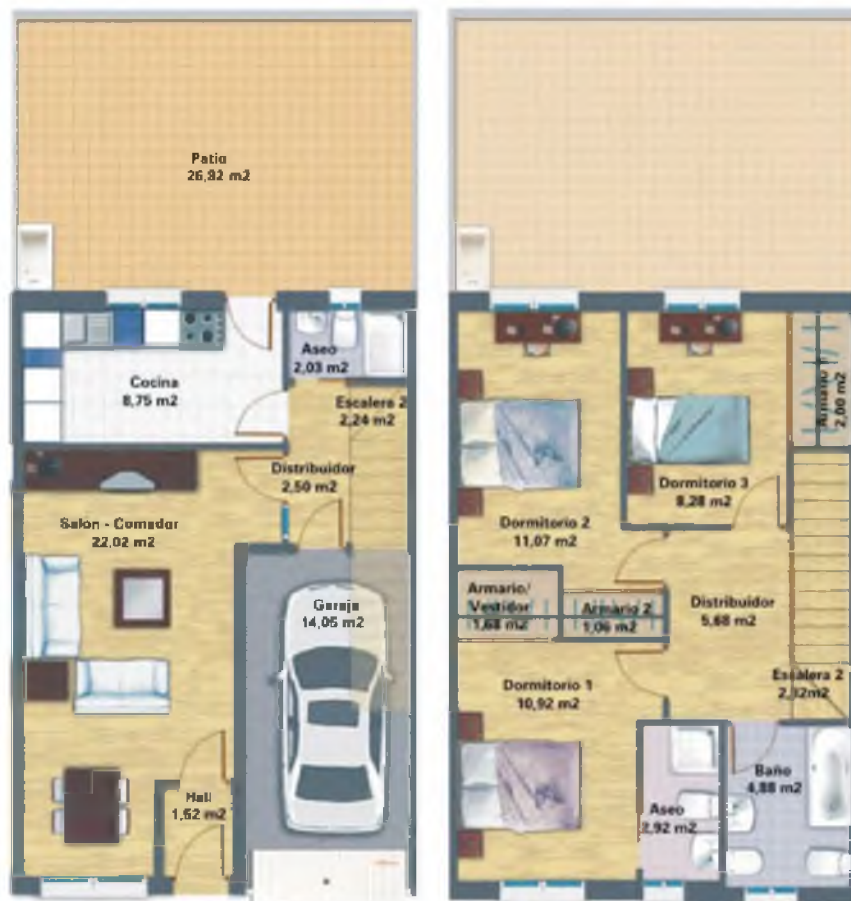 Patio
26,92 m2
Aseo
2,03 m2
Cocina
8,75 m2
Escalera 2
2,24 m2
Distribuidor
2,50 m2
Salón - Comedor
22,02 m2
Garaje
14,05 m2
Hall
1,52 m2
Armario
2,00 m2
Dormitorio 3
8,28 m2
Dormitorio 2
11,07 m2
Armario/
Vestidor
1,68 m2
Armario 2
1,06 m2
Distribuidor
5,68 m2
Escalera 2
Dormitorio 1
10,92 m2
Baño
4,88 m2
Aseo
2,92 m2